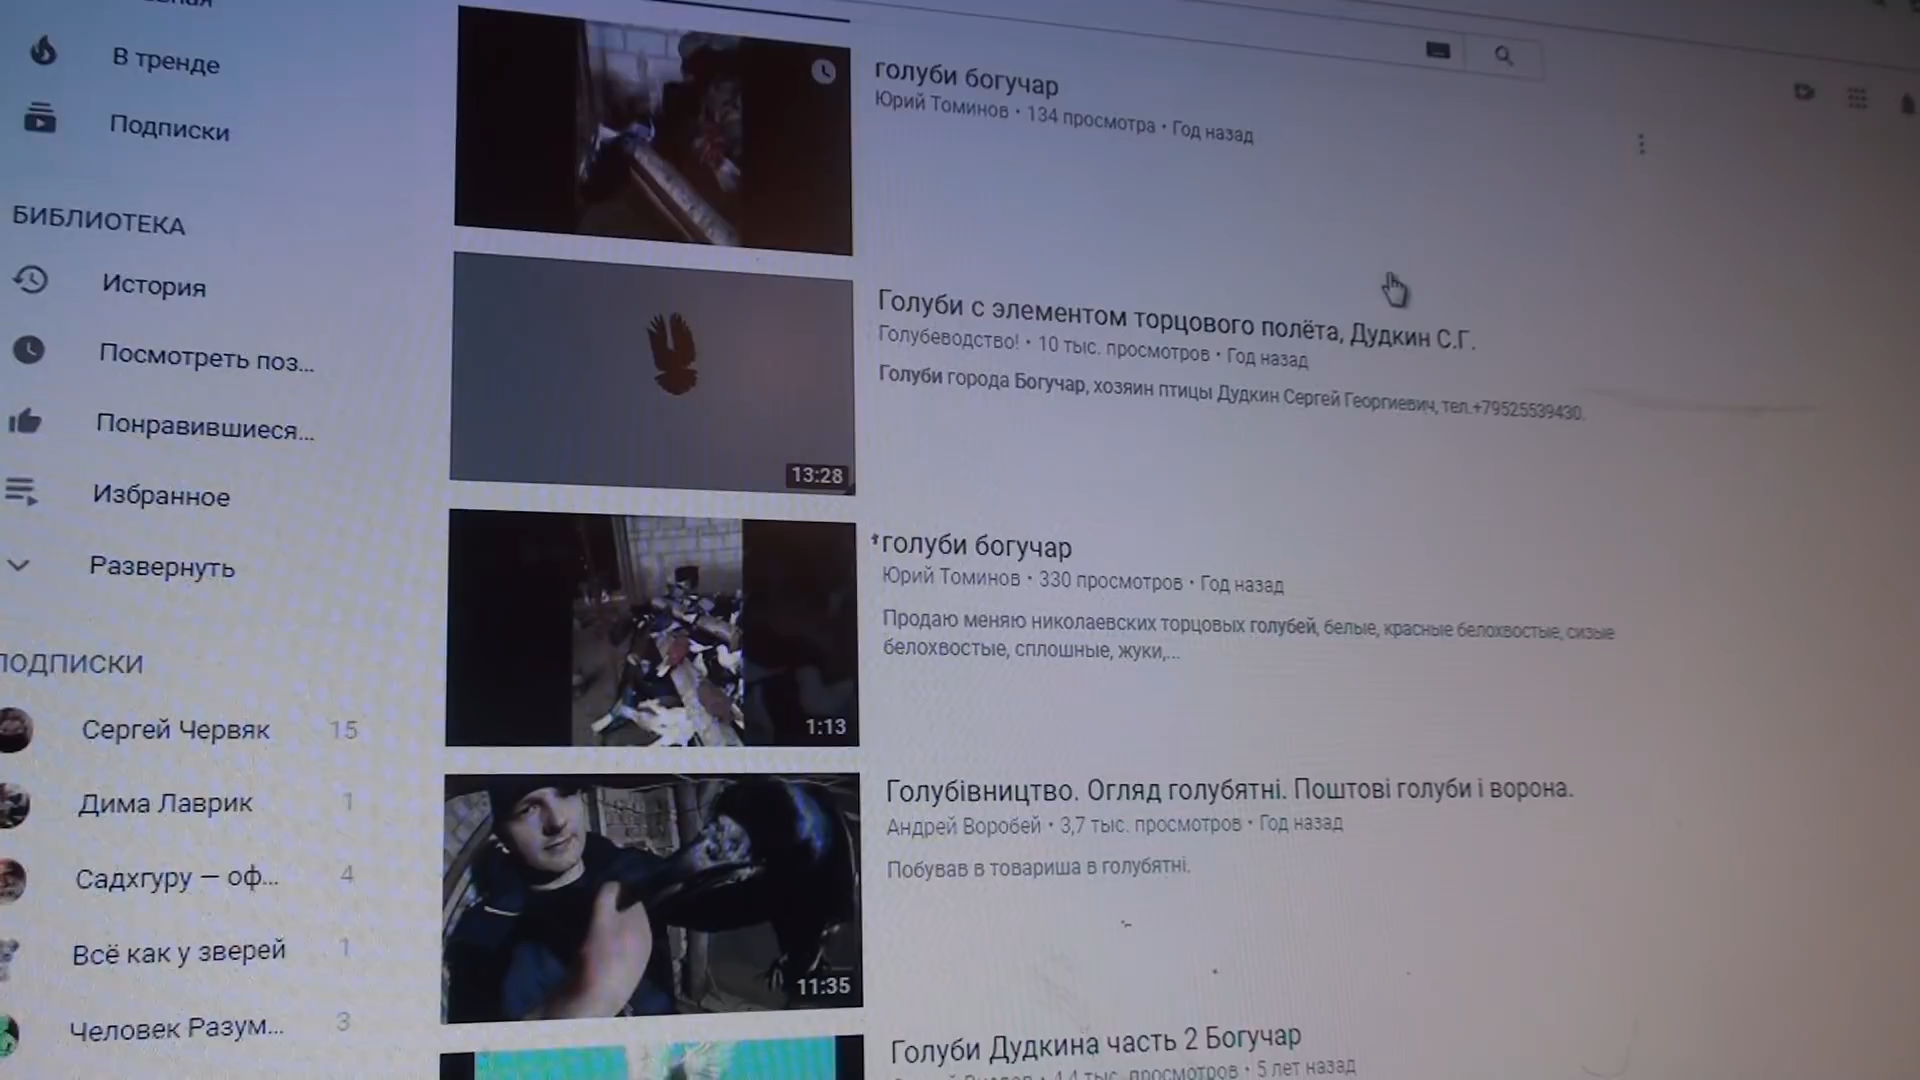 В тренде
Подписки
БИБЛИОТЕКА
История
Посмотреть поз...
Понравившиеся...
Избранное
Развернуть
ПОДПИСКИ
Сергей Червяк 15
Дима Лаврик 1
Садхгуру — оф... 4
Всё как у зверей 1
Человек Разум... 3
голуби богучар
Юрий Томинов • 134 просмотра • Год назад
13:28
Голуби с элементом торцового полёта, Дудкин С.Г.
Голубеводство! • 10 тыс. просмотров • Год назад
Голуби города Богучар, хозяин птицы Дудкин Сергей Георгиевич, тел.+79525539430.
1:13
голуби богучар
Юрий Томинов • 330 просмотров • Год назад
Продаю меняю николаевских торцовых голубей, белые, красные белохвостые, сизые
белохвостые, сплошные, жуки,...
11:35
Голубівництво. Огляд голубятні. Поштові голуби і ворона.
Андрей Воробей • 3,7 тыс. просмотров • Год назад
Побував в товариша в голубятні.
Голуби Дудкина часть 2 Богучар
просмотров • 5 лет назад